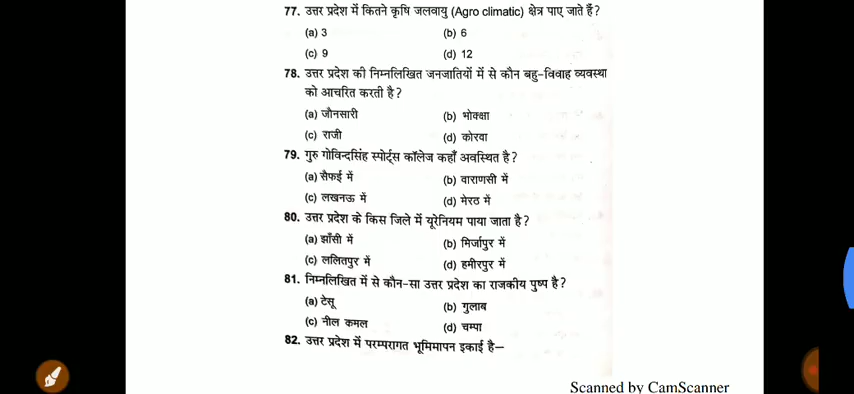 77. उत्तर प्रदेश में कितने कृषि जलवायु (Agro climatic) क्षेत्र पाए जाते हैं?
(a) 3 (b) 6
(c) 9 (d) 12
78. उत्तर प्रदेश की निम्नलिखित जनजातियों में से कौन बहु-विवाह व्यवस्था
को आचरित करती है?
(a) जौनसारी (b) भोक्क्षा
(c) राजी (d) कोरवा
79. गुरु गोविन्दसिंह स्पोर्ट्स कॉलेज कहाँ अवस्थित है?
(a) सैफई में (b) वाराणसी में
(c) लखनऊ में (d) मेरठ में
80. उत्तर प्रदेश के किस जिले में यूरेनियम पाया जाता है?
(a) झाँसी में (b) मिर्जापुर में
(c) ललितपुर में (d) हमीरपुर में
81. निम्नलिखित में से कौन-सा उत्तर प्रदेश का राजकीय पुष्प है?
(a) टेसू (b) गुलाब
(c) नील कमल (d) चम्पा
82. उत्तर प्रदेश में परम्परागत भूमिमापन इकाई है—
Scanned by CamScanner